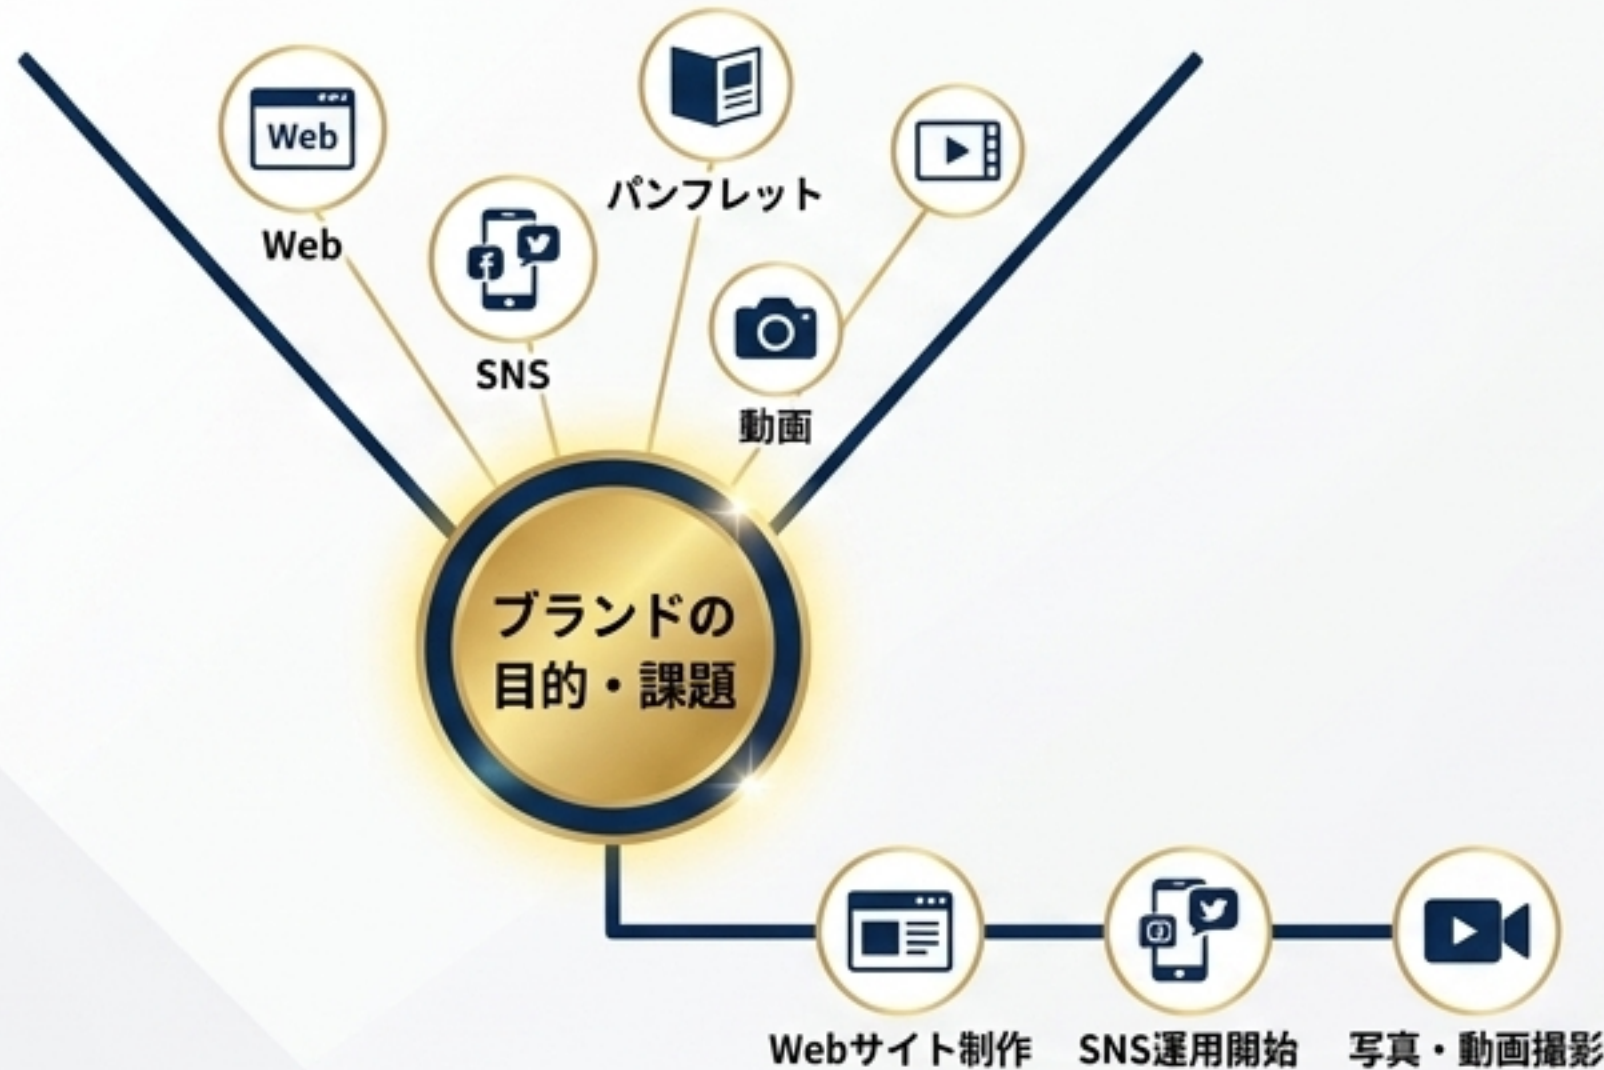 Web
Web
SNS
パンフレット
動画
ブランドの
目的・課題
Webサイト制作
SNS運用開始
写真・動画撮影